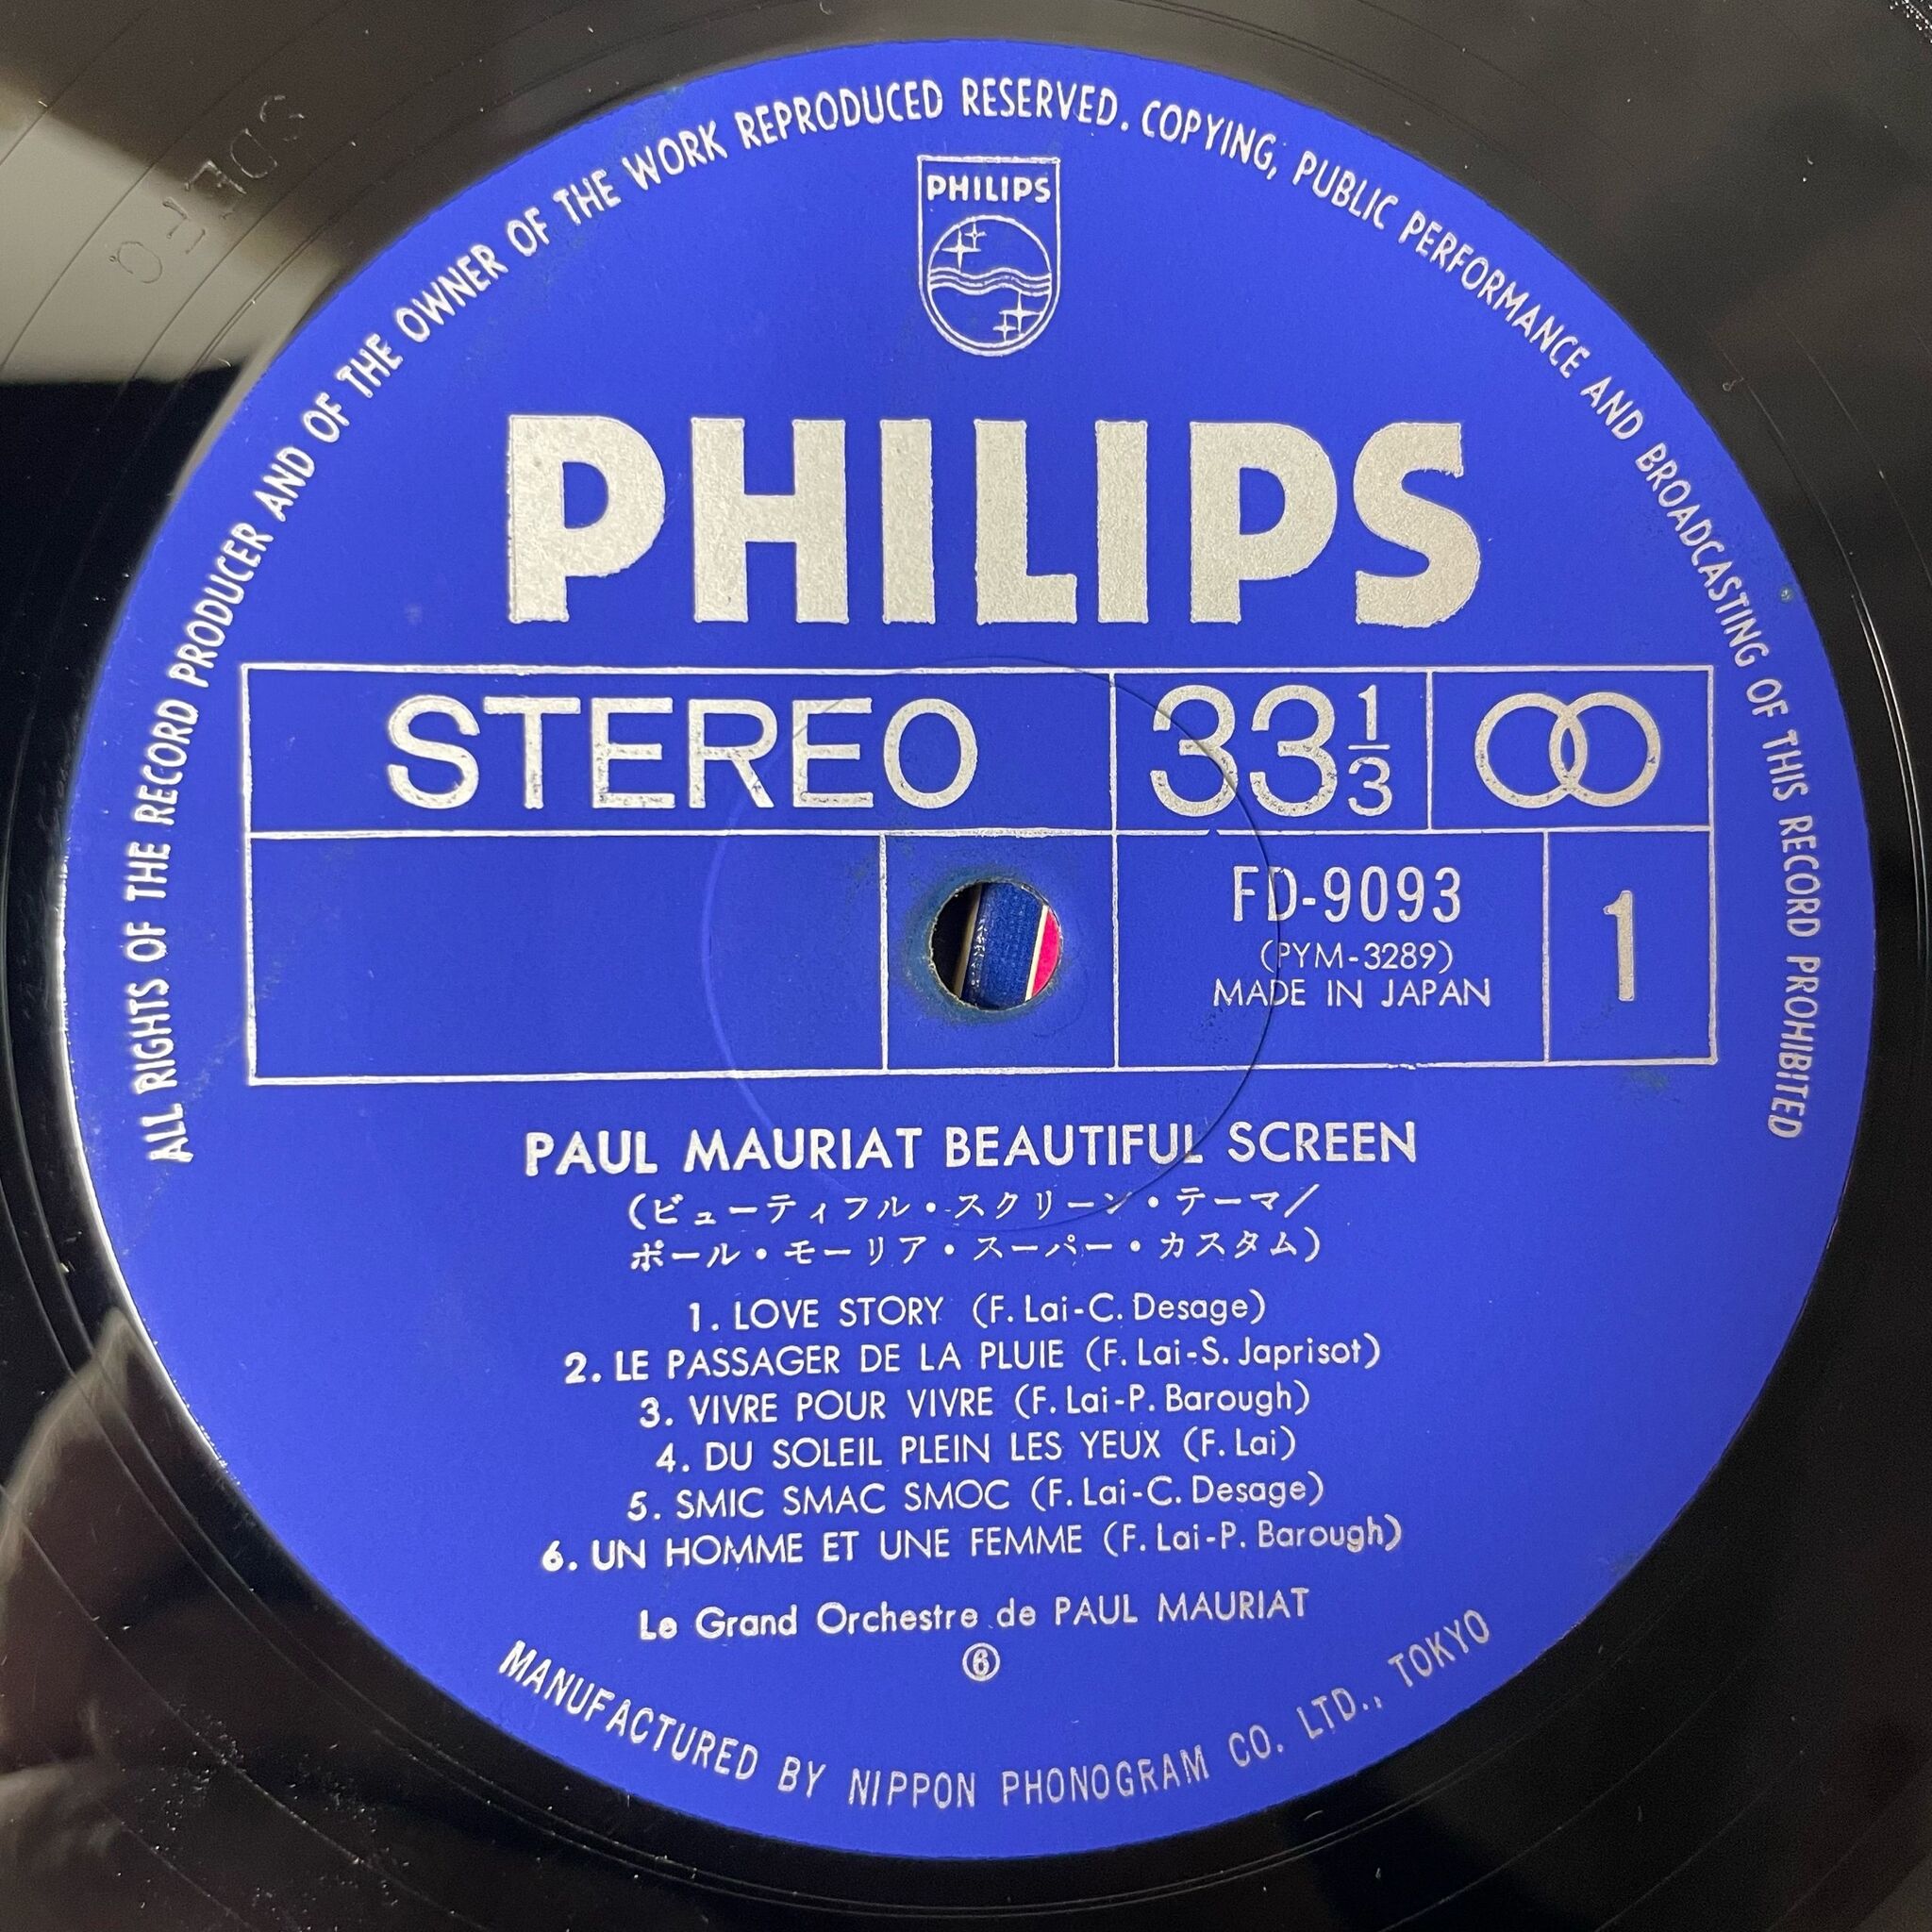 ALL RIGHTS OF THE RECORD PRODUCER AND OF THE OWNER OF THE WORK REPRODUCED RESERVED. COPYING, PUBLIC PERFORMANCE AND BROADCASTING OF THIS RECORD PROHIBITED
PHILIPS
PHILIPS
STEREO
33 1/3
FD-9093
(PYM-3289)
MADE IN JAPAN
1
PAUL MAURIAT BEAUTIFUL SCREEN
(ビューティフル・スクリーン・テーマ/
ポール・モーリア・スーパー・カスタム)
1. LOVE STORY (F. Lai-C. Desage)
2. LE PASSAGER DE LA PLUIE (F. Lai-S. Japrisot)
3. VIVRE POUR VIVRE (F. Lai-P. Barough)
4. DU SOLEIL PLEIN LES YEUX (F. Lai)
5. SMIC SMAC SMOC (F. Lai-C. Desage)
6. UN HOMME ET UNE FEMME (F. Lai-P. Barough)
Le Grand Orchestre de PAUL MAURIAT
⑥
MANUFACTURED BY NIPPON PHONOGRAM CO. LTD., TOKYO